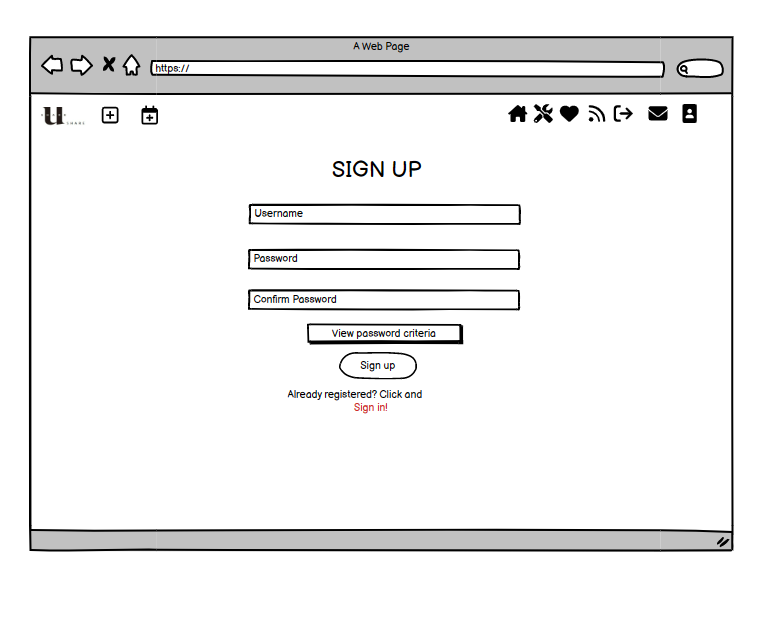 A Web Page
https://
U
SHARE
SIGN UP
Username
Password
Confirm Password
View password criteria
Sign up
Already registered? Click and
Sign in!